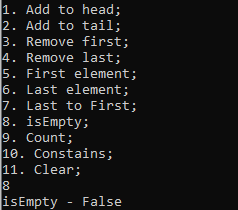 1. Add to head;
2. Add to tail;
3. Remove first;
4. Remove last;
5. First element;
6. Last element;
7. Last to First;
8. isEmpty;
9. Count;
10. Constains;
11. Clear;
8
isEmpty - False